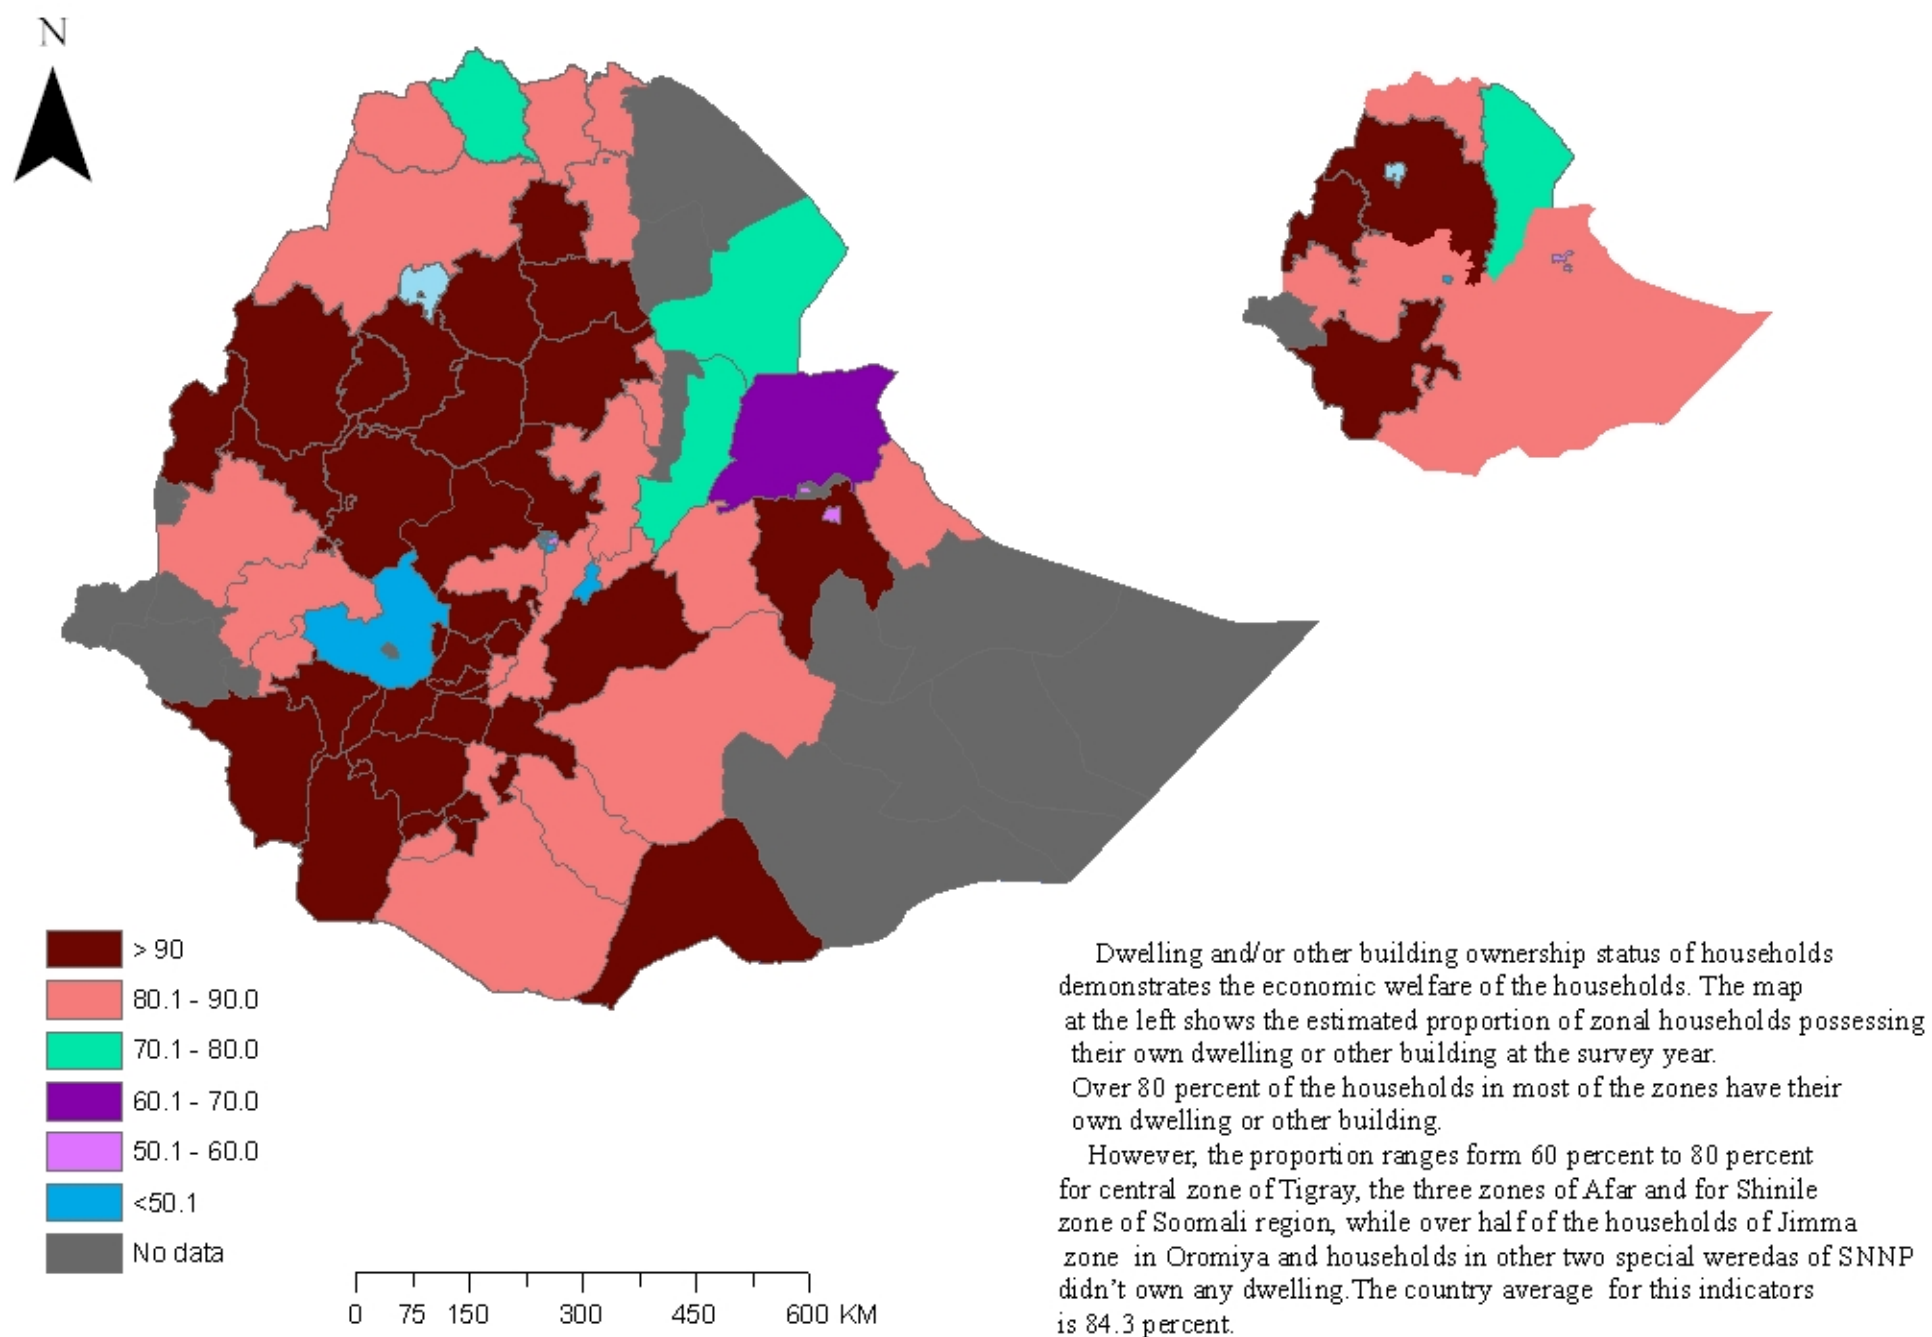 N
> 90
80.1 - 90.0
70.1 - 80.0
60.1 - 70.0
50.1 - 60.0
<50.1
No data
0 75 150 300 450 600 KM
Dwelling and/or other building ownership status of households
demonstrates the economic welfare of the households. The map
at the left shows the estimated proportion of zonal households possessing
their own dwelling or other building at the survey year.
Over 80 percent of the households in most of the zones have their
own dwelling or other building.
However, the proportion ranges form 60 percent to 80 percent
for central zone of Tigray, the three zones of Afar and for Shinile
zone of Soomali region, while over half of the households of Jimma
zone in Oromiya and households in other two special weredas of SNNP
didn't own any dwelling.The country average for this indicators
is 84.3 percent.